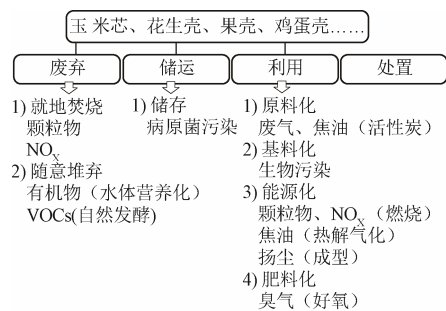 玉米芯、花生壳、果壳、鸡蛋壳……
废弃 储运 利用 处置
1) 就地焚烧
颗粒物
NOX
2) 随意堆弃
有机物（水体营养化）
VOCs(自然发酵)
1) 储存
病原菌污染
1) 原料化
废气、焦油（活性炭）
2) 基料化
生物污染
3) 能源化
颗粒物、NOX（燃烧）
焦油（热解气化）
扬尘（成型）
4) 肥料化
臭气（好氧）